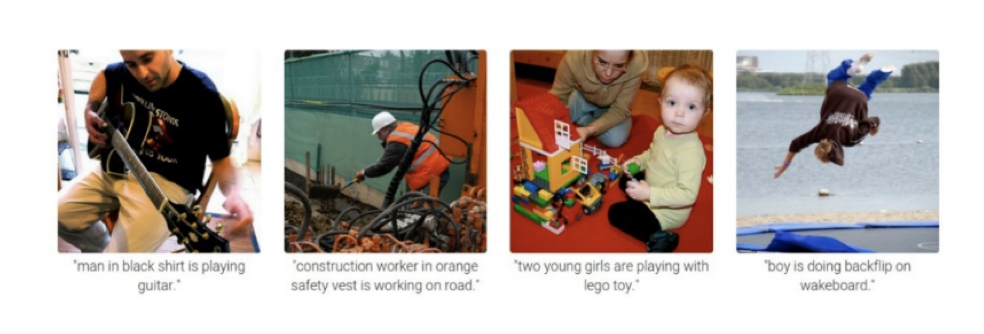 "man in black shirt is playing
guitar."
"construction worker in orange
safety vest is working on road."
"two young girls are playing with
lego toy."
"boy is doing backflip on
wakeboard."